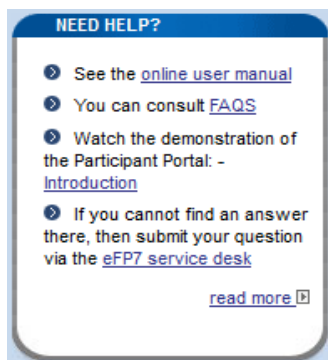 NEED HELP?
See the online user manual
You can consult FAQS
Watch the demonstration of
the Participant Portal: -
Introduction
If you cannot find an answer
there, then submit your question
via the eFP7 service desk
read more